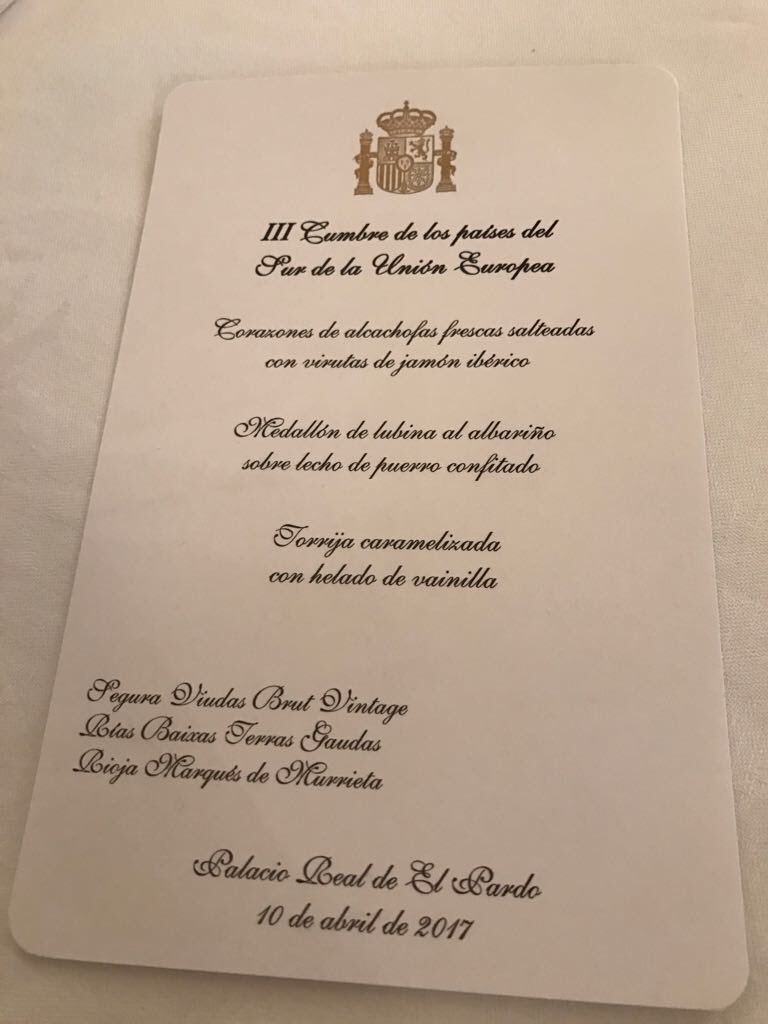 III Cumbre de los países del
Sur de la Unión Europea
Corazones de alcachofas frescas salteadas
con virutas de jamón ibérico
Medallón de lubina al albariño
sobre lecho de puerro confitado
Torrija caramelizada
con helado de vainilla
Segura Viudas Brut Vintage
Rías Baixas Terras Gaudas
Rioja Marqués de Murrieta
Palacio Real de El Pardo
10 de abril de 2017